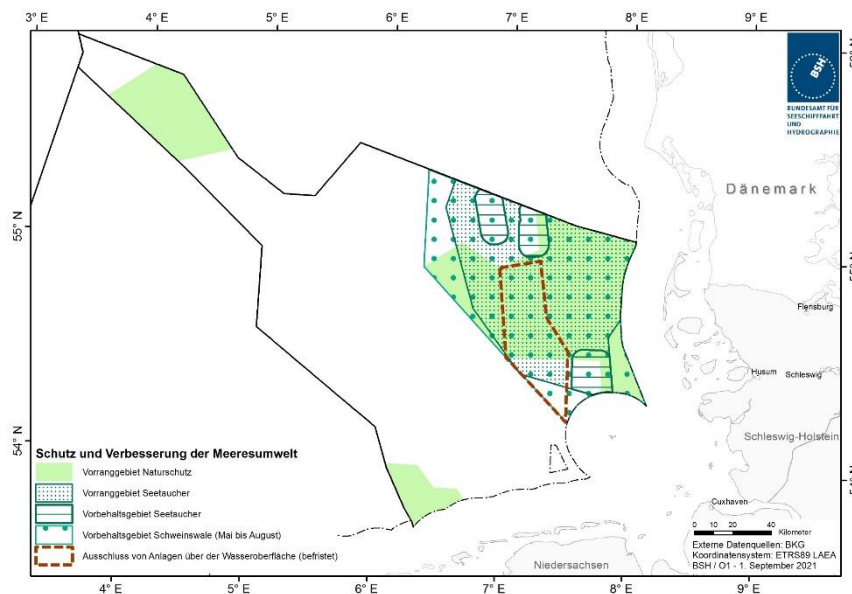 3° E
4° E
5° E
6° E
7° E
8° E
9° E
BSH
BUNDESAMT FÜR
SEESCHIFFFAHRT
UND
HYDROGRAPHIE
Dänemark
55° N
55° N
Flensburg
Husum
Schleswig
Schleswig-Holstein
54° N
54° N
Cuxhaven
Niedersachsen
Schutz und Verbesserung der Meeresumwelt
Vorranggebiet Naturschutz
Vorranggebiet Seetaucher
Vorbehaltsgebiet Seetaucher
Vorbehaltsgebiet Schweinswale (Mai bis August)
Ausschluss von Anlagen über der Wasseroberfläche (befristet)
0 10 20 40
Kilometer
Externe Datenquellen: BKG
Koordinatensystem: ETRS89 LAEA
BSH / O1 - 1. September 2021
4° E
5° E
6° E
7° E
8° E